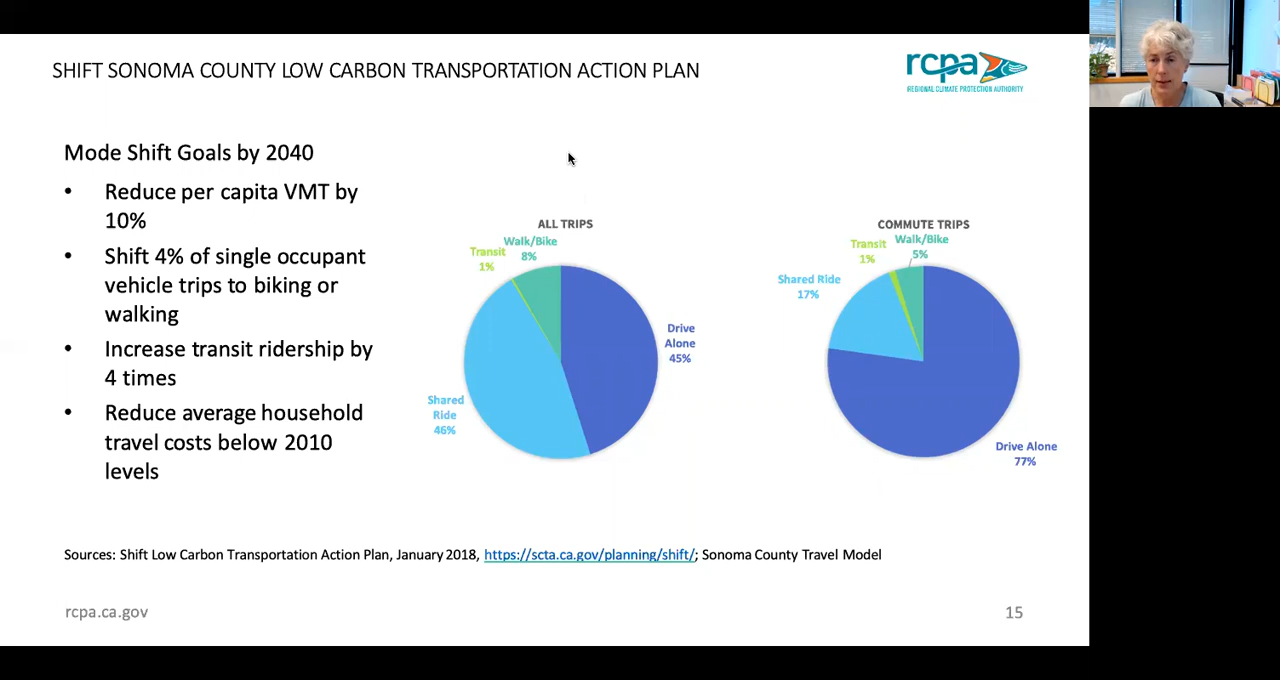 SHIFT SONOMA COUNTY LOW CARBON TRANSPORTATION ACTION PLAN
rcpa
REGIONAL CLIMATE PROTECTION AUTHORITY
Mode Shift Goals by 2040
• Reduce per capita VMT by
10%
• Shift 4% of single occupant
vehicle trips to biking or
walking
• Increase transit ridership by
4 times
• Reduce average household
travel costs below 2010
levels
ALL TRIPS
Walk/Bike
8%
Transit
1%
Drive
Alone
45%
Shared
Ride
46%
COMMUTE TRIPS
Walk/Bike
5%
Transit
1%
Shared Ride
17%
Drive Alone
77%
Sources: Shift Low Carbon Transportation Action Plan, January 2018, https://scta.ca.gov/planning/shift/; Sonoma County Travel Model
rcpa.ca.gov
15